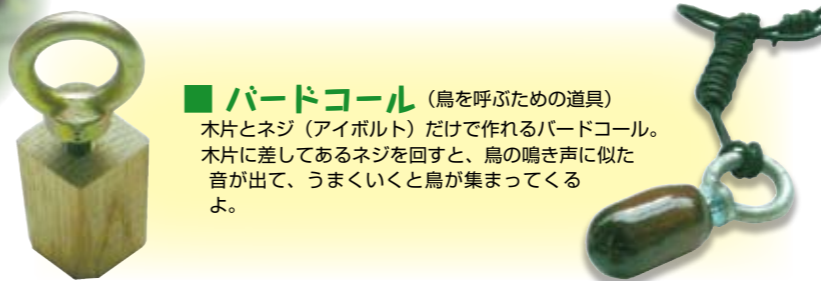 ■ バードコール（鳥を呼ぶための道具）
木片とネジ（アイボルト）だけで作れるバードコール。
木片に差してあるネジを回すと、鳥の鳴き声に似た
音が出て、うまくいくと鳥が集まってくる
よ。